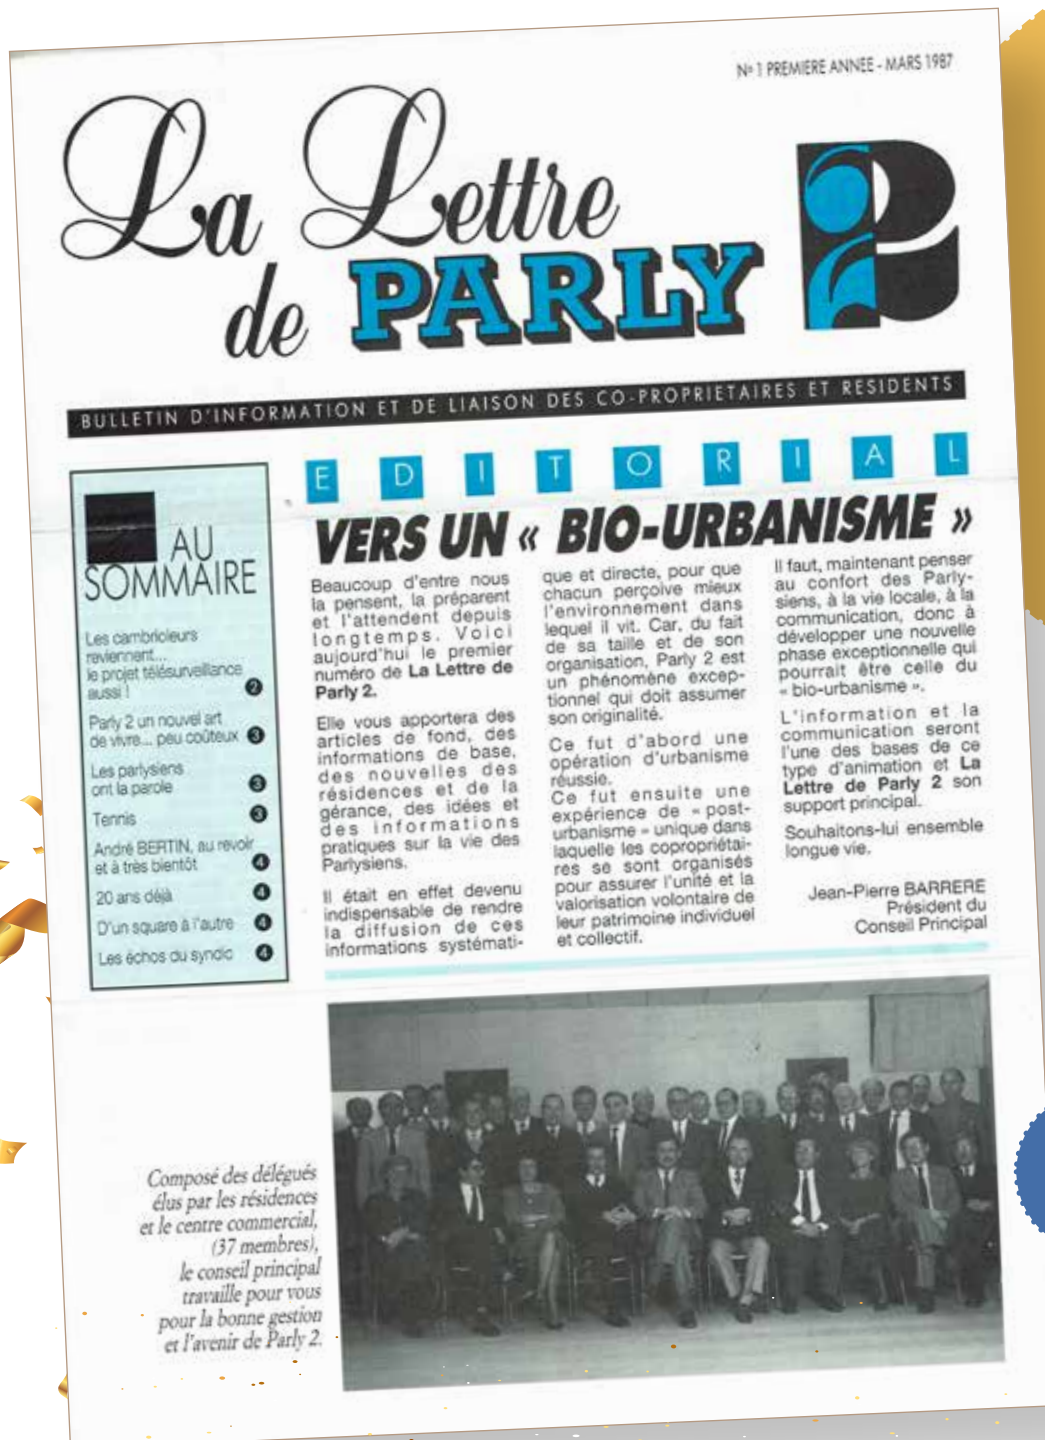 Nº 1 PREMIERE ANNEE - MARS 1987
La Lettre
de PARLY 2
BULLETIN D'INFORMATION ET DE LIAISON DES CO-PROPRIETAIRES ET RESIDENTS
AU
SOMMAIRE
Les cambrioleurs
reviennent...
le projet télésurveillance
aussi ! 2
Parly 2 un nouvel art
de vivre... peu coûteux 3
Les parlysiens
ont la parole 3
Tennis 3
André BERTIN, au revoir
et à très bientôt 4
20 ans déjà 4
D'un square à l'autre 4
Les échos du syndic 4
EDITORIAL
VERS UN « BIO-URBANISME »
Beaucoup d'entre nous
la pensent, la préparent
et l'attendent depuis
longtemps. Voici
aujourd'hui le premier
numéro de La Lettre de
Parly 2.
Elle vous apportera des
articles de fond, des
informations de base,
des nouvelles des
résidences et de la
gérance, des idées et
des informations
pratiques sur la vie des
Parlysiens.
Il était en effet devenu
indispensable de rendre
la diffusion de ces
informations systémati-
que et directe, pour que
chacun perçoive mieux
l'environnement dans
lequel il vit. Car, du fait
de sa taille et de son
organisation, Parly 2 est
un phénomène excep-
tionnel qui doit assumer
son originalité.
Ce fut d'abord une
opération d'urbanisme
réussie.
Ce fut ensuite une
expérience de « post-
urbanisme » unique dans
laquelle les copropriétai-
res se sont organisés
pour assurer l'unité et la
valorisation volontaire de
leur patrimoine individuel
et collectif.
Il faut, maintenant penser
au confort des Parly-
siens, à la vie locale, à la
communication, donc à
développer une nouvelle
phase exceptionnelle qui
pourrait être celle du
« bio-urbanisme ».
L'information et la
communication seront
l'une des bases de ce
type d'animation et La
Lettre de Parly 2 son
support principal.
Souhaitons-lui ensemble
longue vie.
Jean-Pierre BARRERE
Président du
Conseil Principal
Composé des délégués
élus par les résidences
et le centre commercial,
(37 membres),
le conseil principal
travaille pour vous
pour la bonne gestion
et l'avenir de Parly 2.